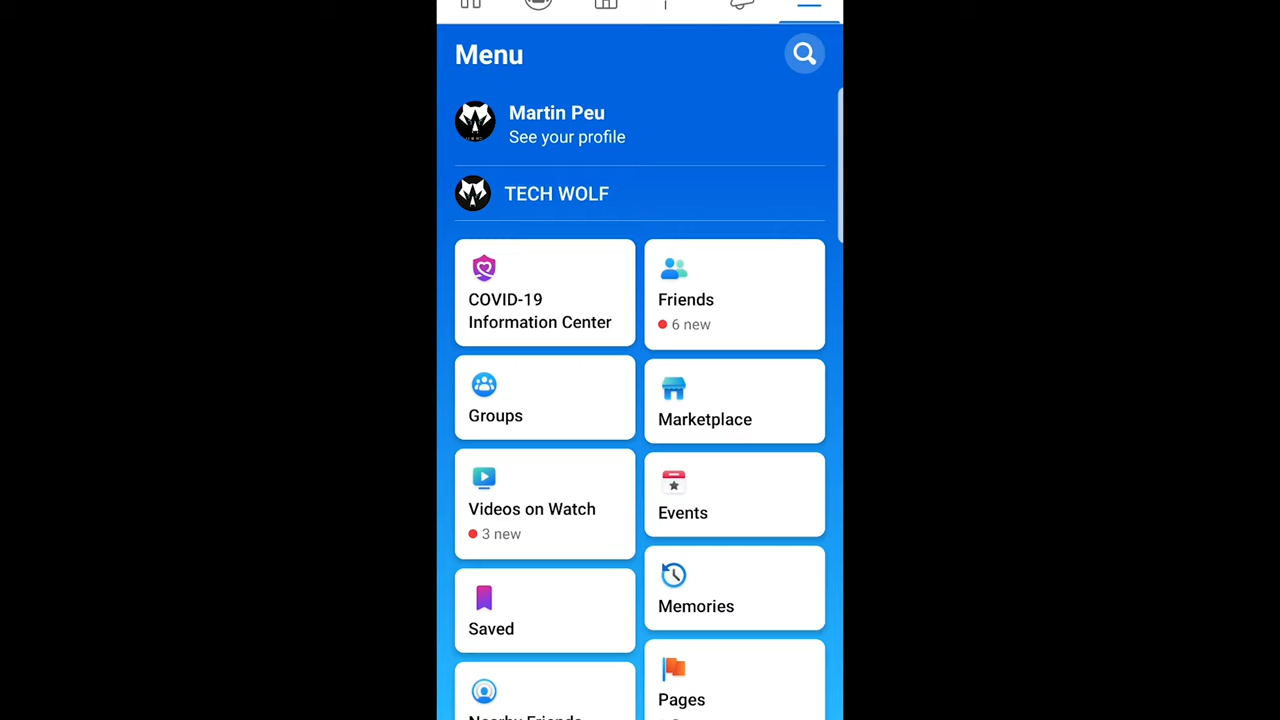 Menu
Martin Peu
See your profile
TECH WOLF
COVID-19
Information Center
Friends
6 new
Groups
Marketplace
Videos on Watch
3 new
Events
Saved
Memories
Nearby Friends
Pages